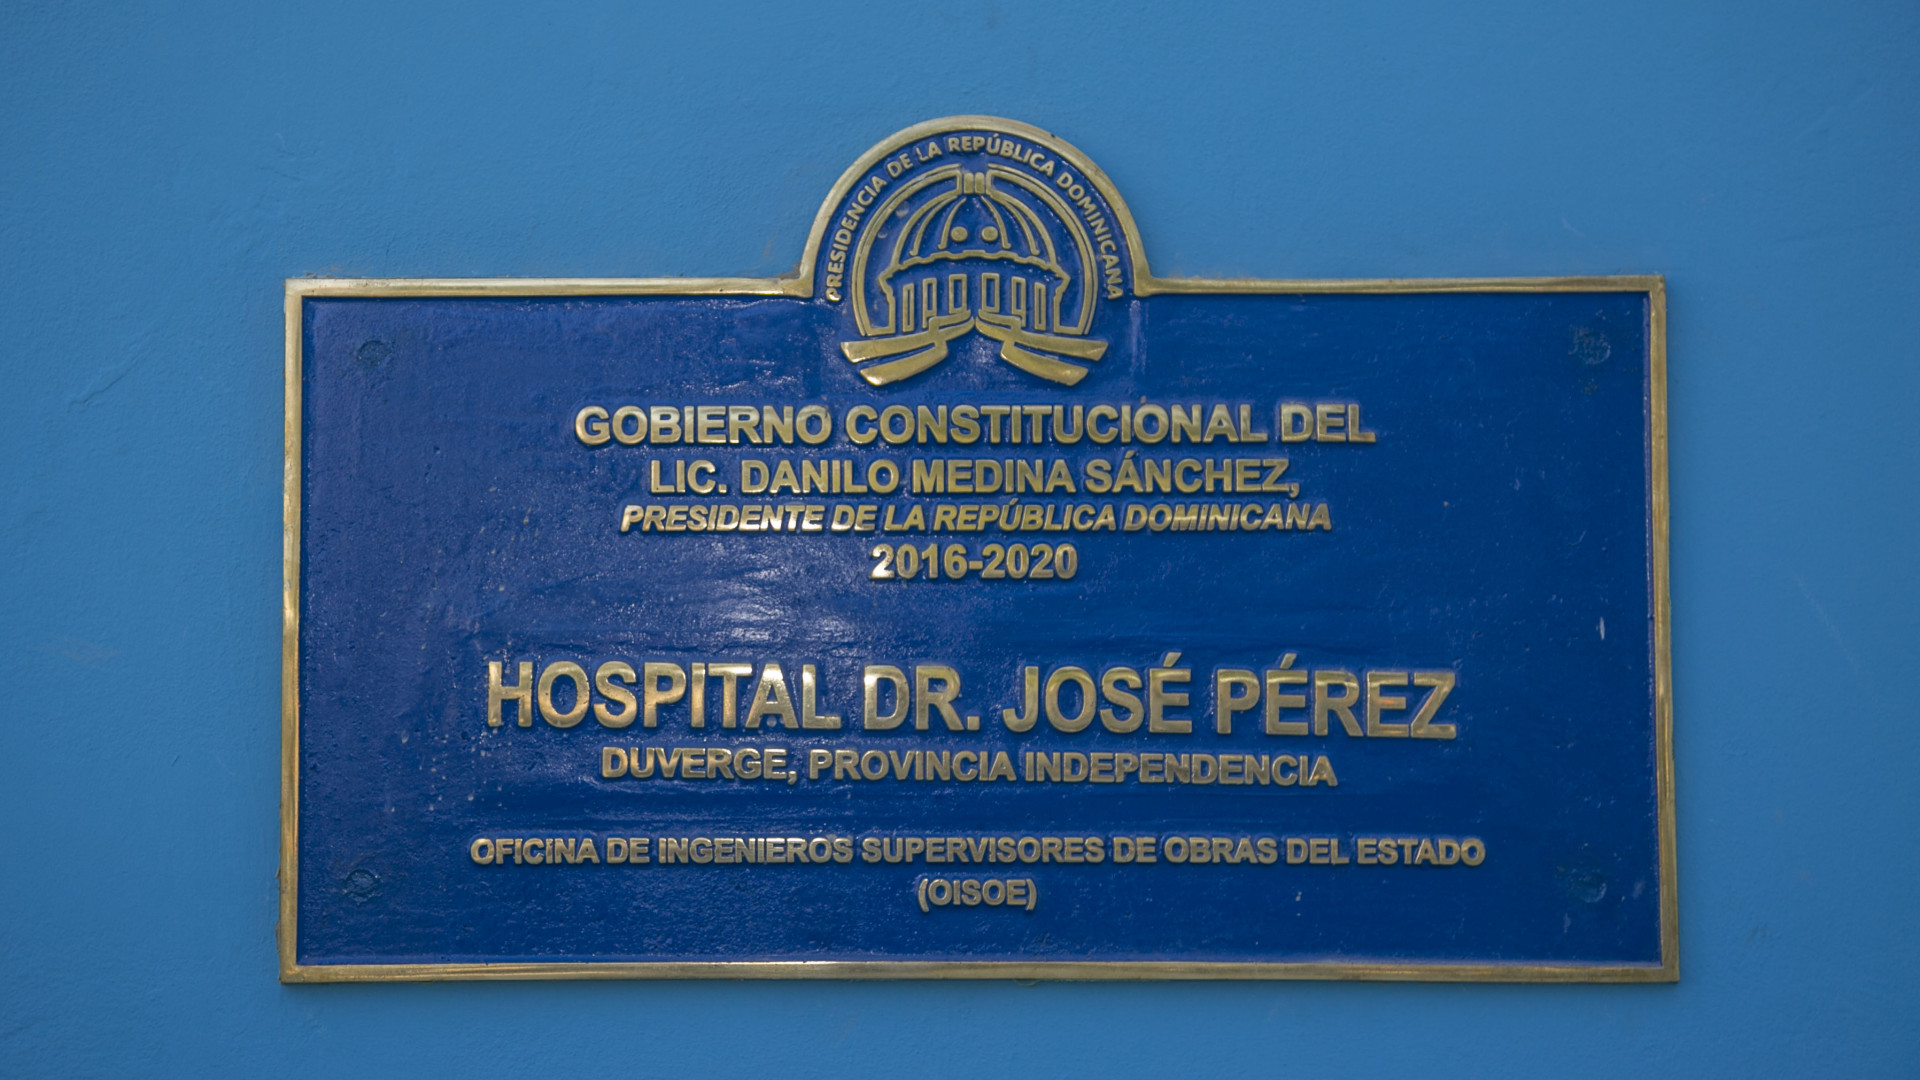 PRESIDENCIA DE LA REPÚBLICA DOMINICANA
GOBIERNO CONSTITUCIONAL DEL
LIC. DANILO MEDINA SÁNCHEZ,
PRESIDENTE DE LA REPÚBLICA DOMINICANA
2016-2020
HOSPITAL DR. JOSÉ PÉREZ
DUVERGE, PROVINCIA INDEPENDENCIA
OFICINA DE INGENIEROS SUPERVISORES DE OBRAS DEL ESTADO
(OISOE)